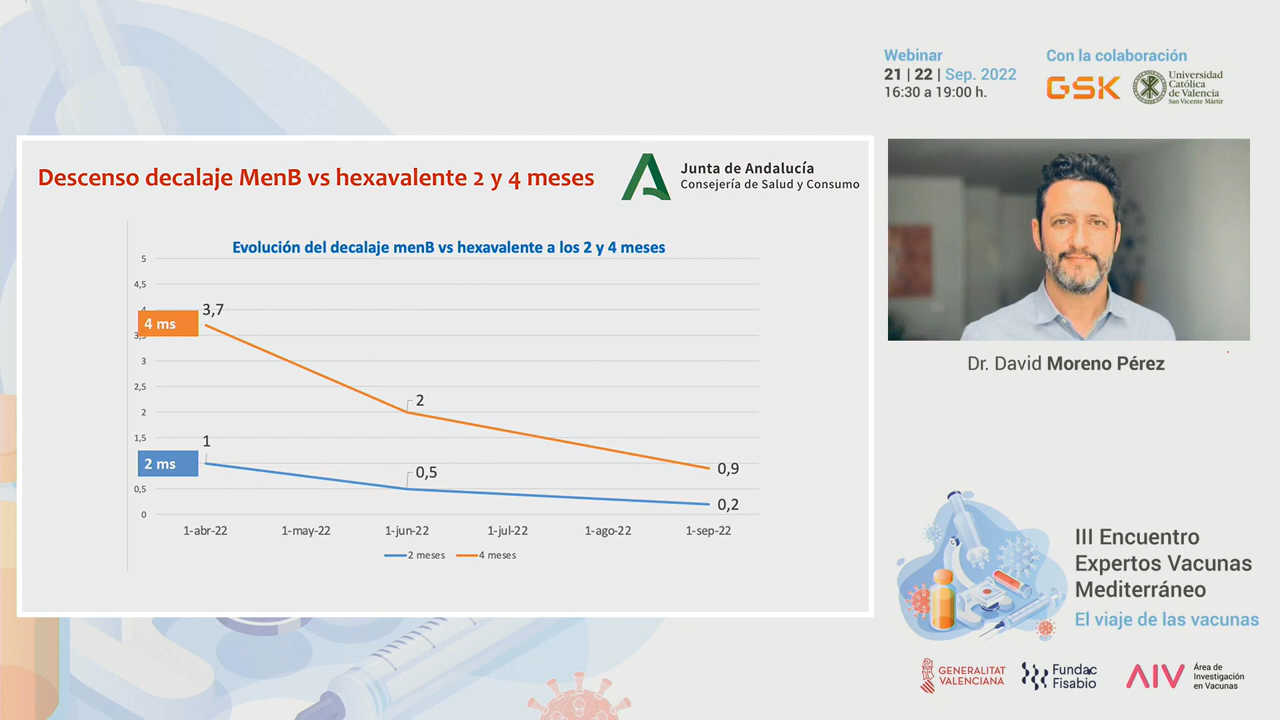 Webinar
21 | 22 | Sep. 2022
16:30 a 19:00 h.
Con la colaboración
GSK
Universidad
Católica
de Valencia
San Vicente Mártir
Descenso decalaje MenB vs hexavalente 2 y 4 meses
Junta de Andalucía
Consejería de Salud y Consumo
Evolución del decalaje menB vs hexavalente a los 2 y 4 meses
5
4,5
4
3,5
3
2,5
2
1,5
0,5
0
4 ms
3,7
2
0,9
2 ms
1
0,5
0,2
1-abr-22
1-may-22
1-jun-22
1-jul-22
1-ago-22
1-sep-22
2 meses
4 meses
Dr. David Moreno Pérez
III Encuentro
Expertos Vacunas
Mediterráneo
El viaje de las vacunas
GENERALITAT
VALENCIANA
Fundac
Fisabio
AIV
Área de
Investigación
en Vacunas